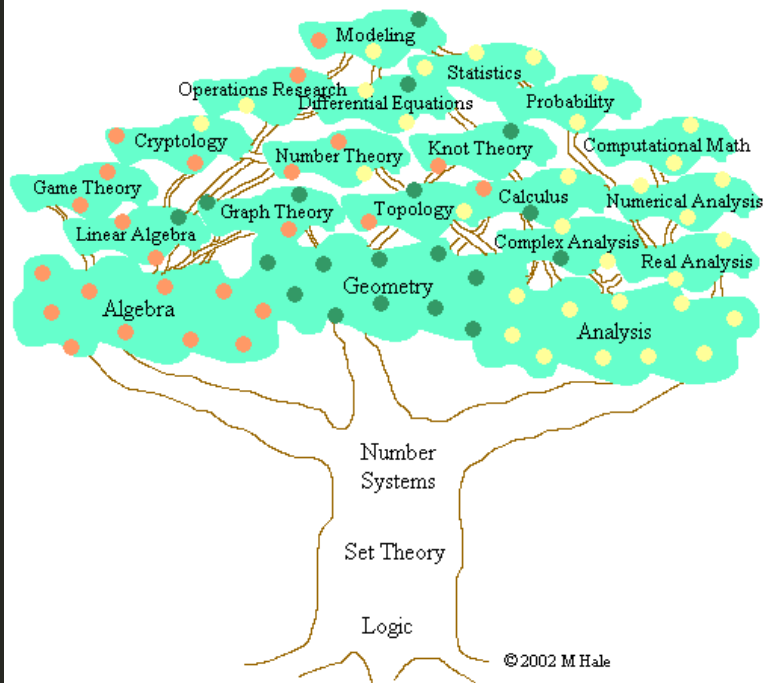 Modeling
Statistics
Operations Research
Differential Equations
Probability
Cryptology
Number Theory
Knot Theory
Computational Math
Game Theory
Graph Theory
Topology
Calculus
Numerical Analysis
Linear Algebra
Complex Analysis
Real Analysis
Algebra
Geometry
Analysis
Number
Systems
Set Theory
Logic
©2002 M Hale